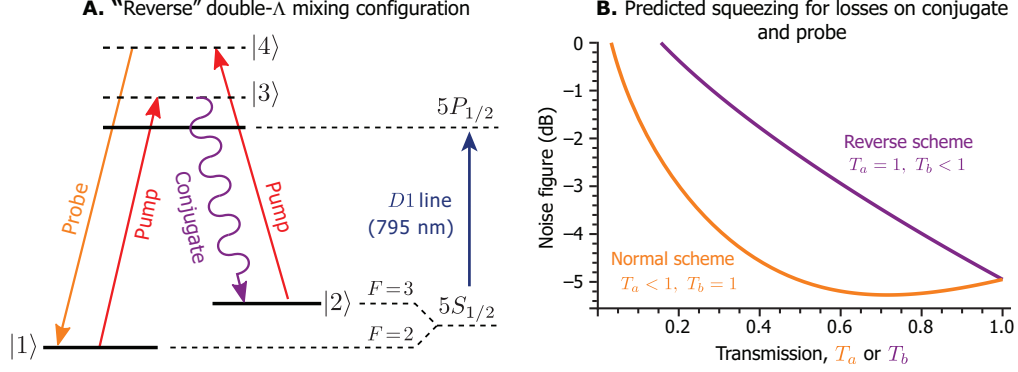 A. "Reverse" double-Λ mixing configuration
|4⟩
|3⟩
5P1/2
Probe
Pump
Conjugate
Pump
D1 line
(795 nm)
|2⟩
F=3
5S1/2
F=2
|1⟩
B. Predicted squeezing for losses on conjugate
and probe
0
−1
−2
−3
−4
−5
Noise figure (dB)
Reverse scheme
Ta = 1, Tb < 1
Normal scheme
Ta < 1, Tb = 1
0.2
0.4
0.6
0.8
1.0
Transmission, Ta or Tb